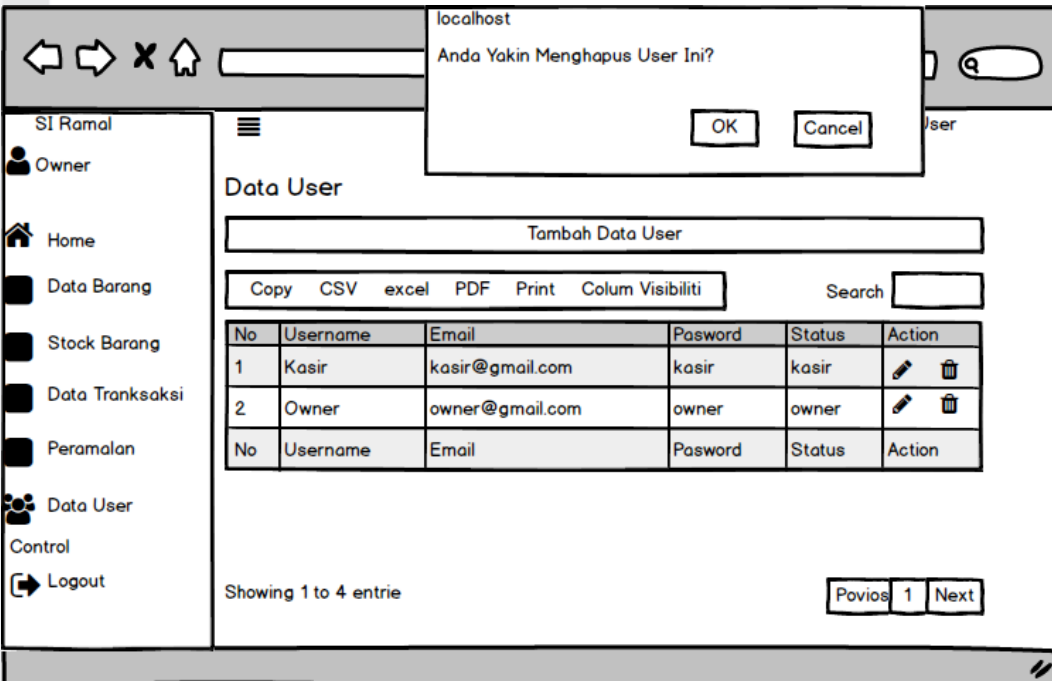 localhost
Anda Yakin Menghapus User Ini?
OK Cancel
SI Ramal
Owner
Home
Data Barang
Stock Barang
Data Tranksaksi
Peramalan
Data User
Control
Logout
Data User
Tambah Data User
Copy CSV excel PDF Print Colum Visibiliti
Search
No Username Email Pasword Status Action
1 Kasir kasir@gmail.com kasir kasir
2 Owner owner@gmail.com owner owner
No Username Email Pasword Status Action
Showing 1 to 4 entrie
Povios 1 Next